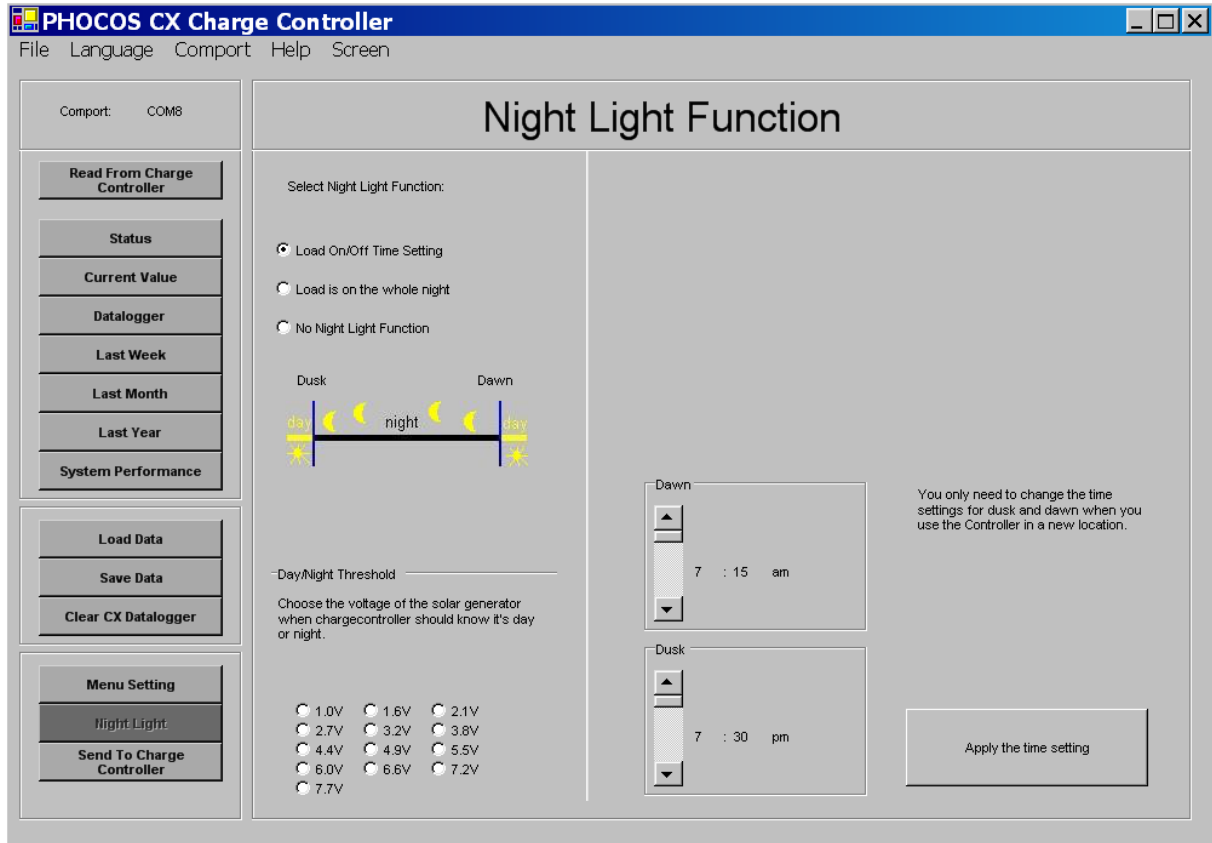 PHOCOS CX Charge Controller
File Language Comport Help Screen
Comport: COM8
Night Light Function
Read From Charge
Controller
Status
Current Value
Datalogger
Last Week
Last Month
Last Year
System Performance
Load Data
Save Data
Clear CX Datalogger
Menu Setting
Night Light
Send To Charge
Controller
Select Night Light Function:
Load On/Off Time Setting
Load is on the whole night
No Night Light Function
Dusk Dawn
day night day
Day/Night Threshold
Choose the voltage of the solar generator
when chargecontroller should know it's day
or night.
1.0V 1.6V 2.1V
2.7V 3.2V 3.8V
4.4V 4.9V 5.5V
6.0V 6.6V 7.2V
7.7V
Dawn
7 : 15 am
Dusk
7 : 30 pm
You only need to change the time
settings for dusk and dawn when you
use the Controller in a new location.
Apply the time setting